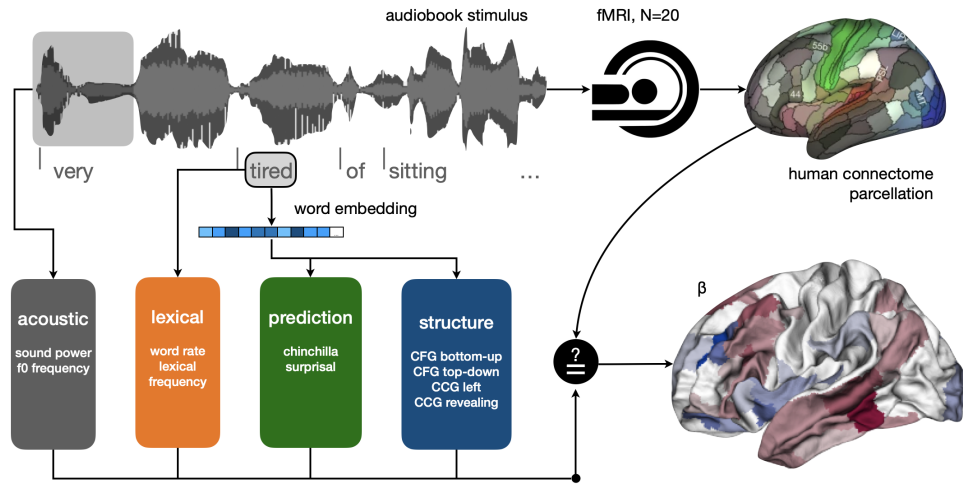 audiobook stimulus
fMRI, N=20
very
tired
of
sitting
...
human connectome
parcellation
55b
44
word embedding
β
acoustic
sound power
f0 frequency
lexical
word rate
lexical
frequency
prediction
chinchilla
surprisal
structure
CFG bottom-up
CFG top-down
CCG left
CCG revealing
?
=